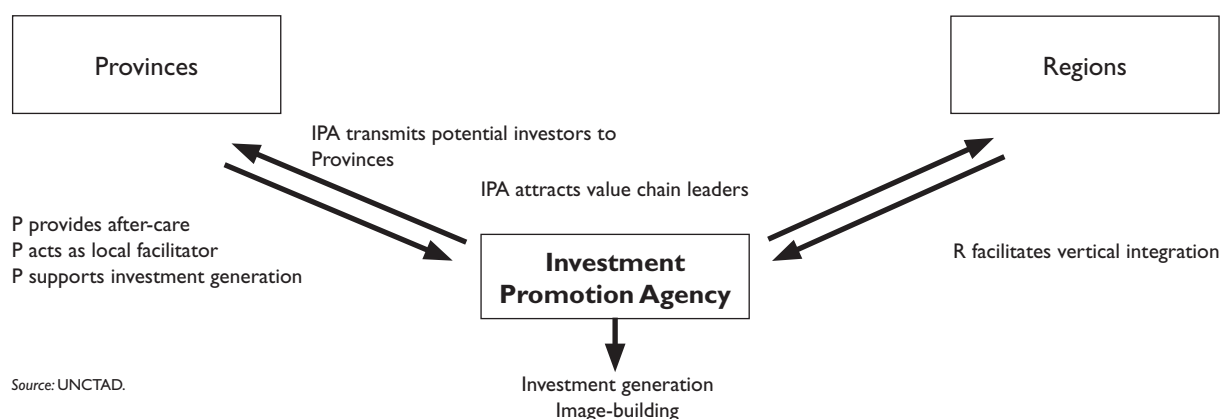 Provinces
Regions
IPA transmits potential investors to
Provinces
IPA attracts value chain leaders
P provides after-care
P acts as local facilitator
P supports investment generation
Investment
Promotion Agency
R facilitates vertical integration
Source: UNCTAD.
Investment generation
Image-building